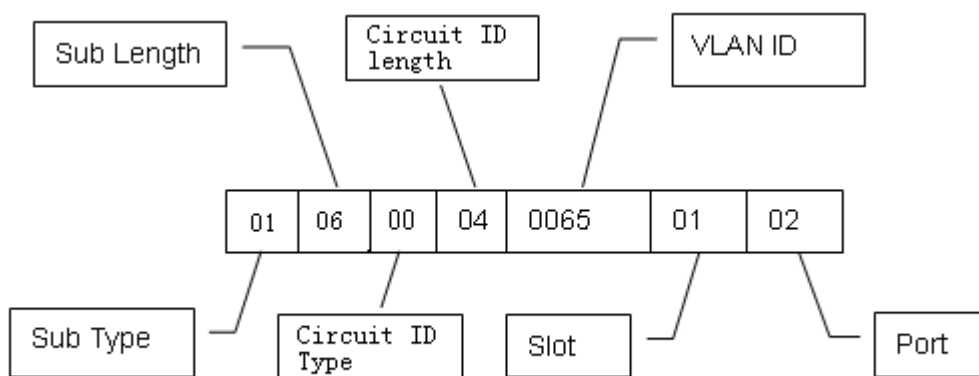 Sub Length
Circuit ID
length
VLAN ID
01 06 00 04 0065 01 02
Sub Type
Circuit ID
Type
Slot
Port